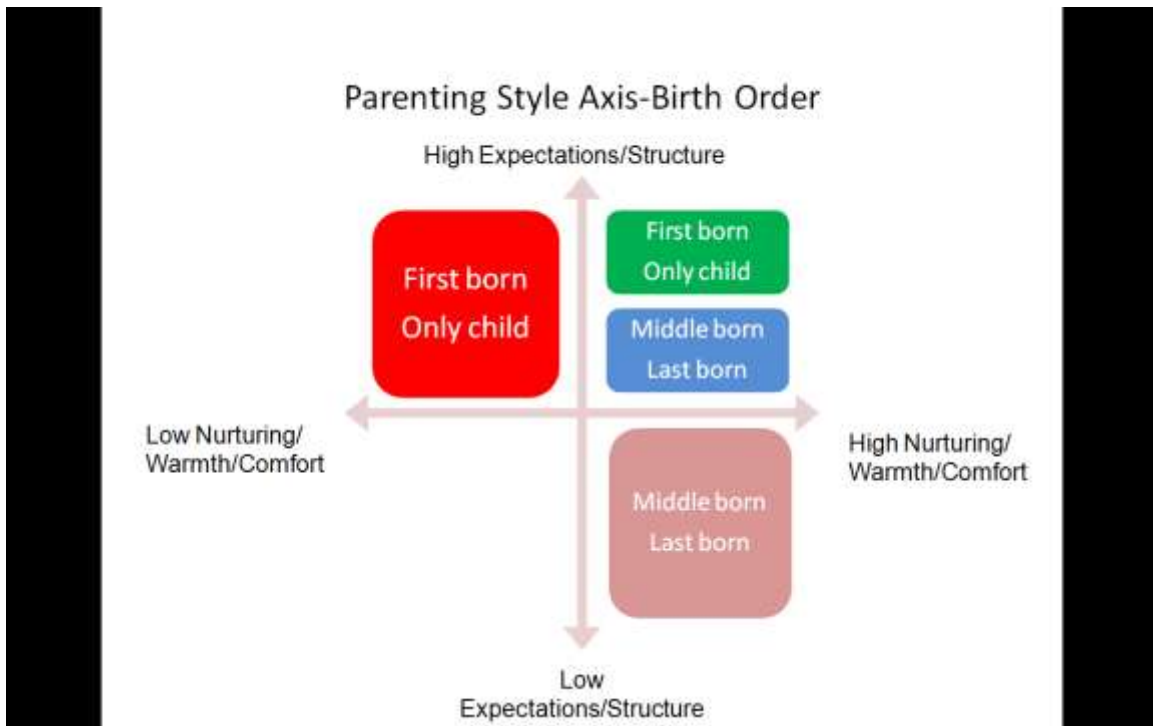 Parenting Style Axis-Birth Order
High Expectations/Structure
First born
Only child
First born
Only child
Middle born
Last born
Low Nurturing/
Warmth/Comfort
High Nurturing/
Warmth/Comfort
Middle born
Last born
Low
Expectations/Structure